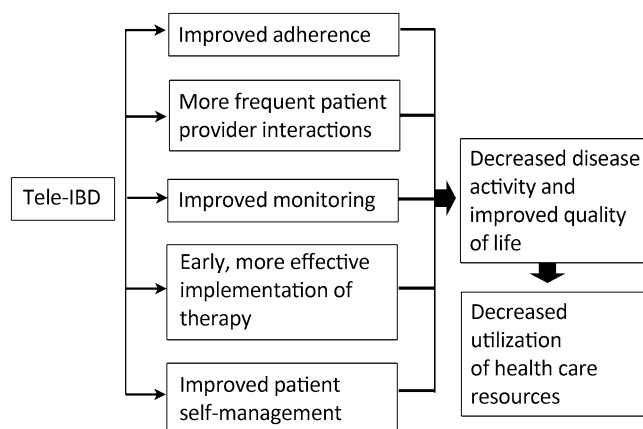 Tele-IBD
Improved adherence
More frequent patient
provider interactions
Improved monitoring
Early, more effective
implementation of
therapy
Improved patient
self-management
Decreased disease
activity and
improved quality
of life
Decreased
utilization
of health care
resources